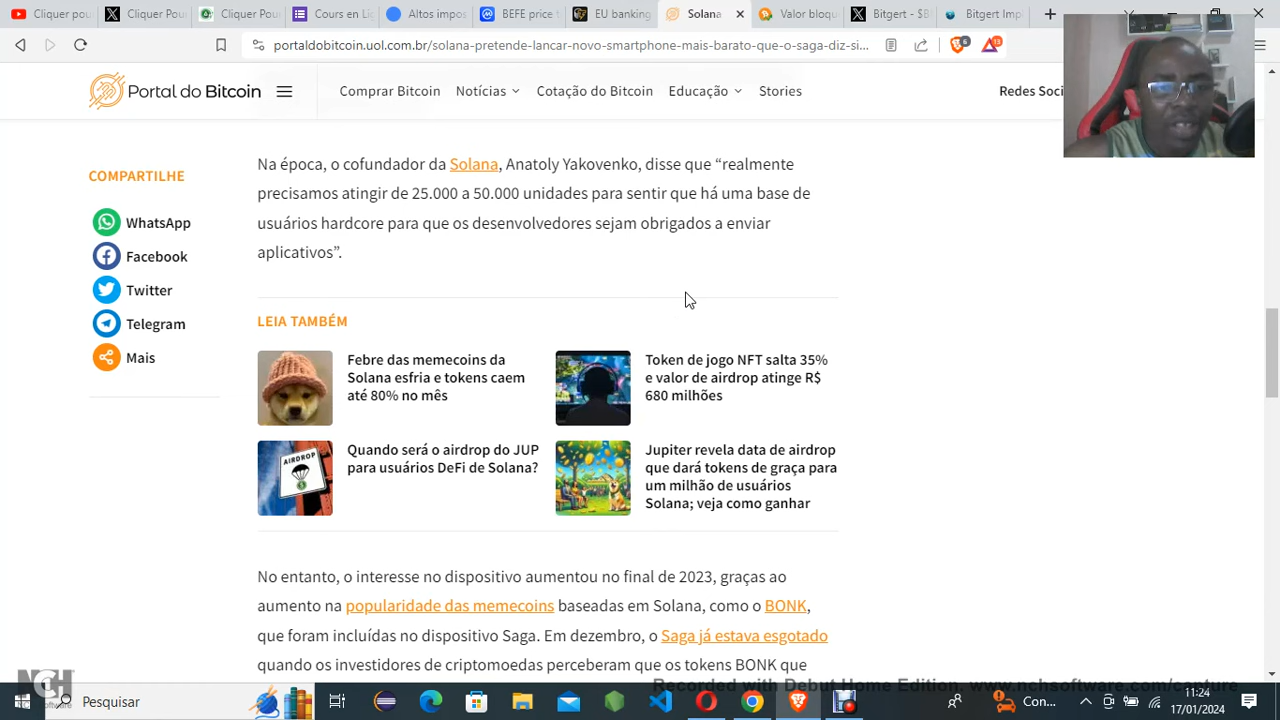 Cliquer Pou
Cliquer Pou
Cliquer Pou
Cours en Li
Altos impos
BEFE price t
EU banking
Solana
Valor bloqu
Bitgert - $B
Bitgert Imp
portaldobitcoin.uol.com.br/solana-pretende-lancar-novo-smartphone-mais-barato-que-o-saga-diz-si...
6
13
Portal do Bitcoin
Comprar Bitcoin
Notícias
Cotação do Bitcoin
Educação
Stories
Redes Soci
COMPARTILHE
WhatsApp
Facebook
Twitter
Telegram
Mais
Na época, o cofundador da Solana, Anatoly Yakovenko, disse que “realmente
precisamos atingir de 25.000 a 50.000 unidades para sentir que há uma base de
usuários hardcore para que os desenvolvedores sejam obrigados a enviar
aplicativos”.
LEIA TAMBÉM
Febre das memecoins da
Solana esfria e tokens caem
até 80% no mês
Token de jogo NFT salta 35%
e valor de airdrop atinge R$
680 milhões
AIRDROP
Quando será o airdrop do JUP
para usuários DeFi de Solana?
Jupiter revela data de airdrop
que dará tokens de graça para
um milhão de usuários
Solana; veja como ganhar
No entanto, o interesse no dispositivo aumentou no final de 2023, graças ao
aumento na popularidade das memecoins baseadas em Solana, como o BONK,
que foram incluídas no dispositivo Saga. Em dezembro, o Saga já estava esgotado
quando os investidores de criptomoedas perceberam que os tokens BONK que
NCH
Recorded with Debut Home Edition. www.nchsoftware.com/capture
Pesquisar
Con...
11:24
17/01/2024